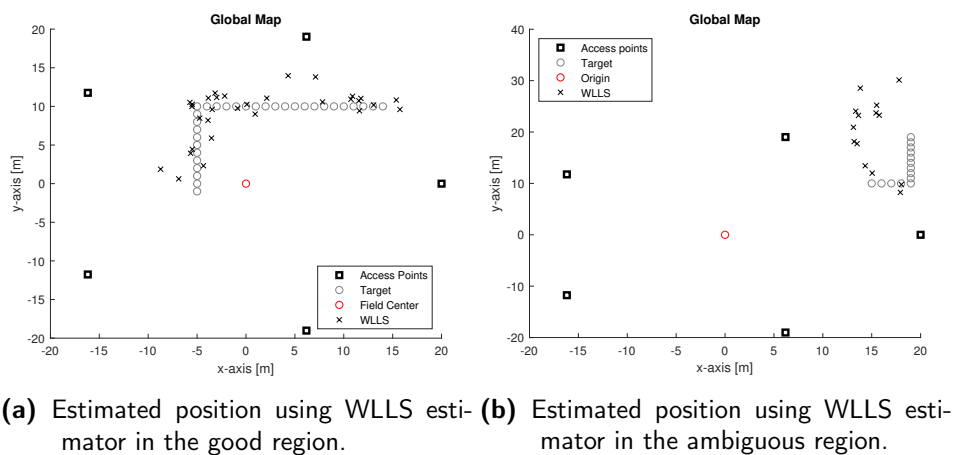 Global Map
20
15
10
5
0
-5
-10
-15
-20
y-axis [m]
-20 -15 -10 -5 0 5 10 15 20
x-axis [m]
Access Points
Target
Field Center
WLLS
(a) Estimated position using WLLS esti-
mator in the good region.
Global Map
40
30
20
10
0
-10
-20
y-axis [m]
-20 -15 -10 -5 0 5 10 15 20
x-axis [m]
Access points
Target
Origin
WLLS
(b) Estimated position using WLLS esti-
mator in the ambiguous region.